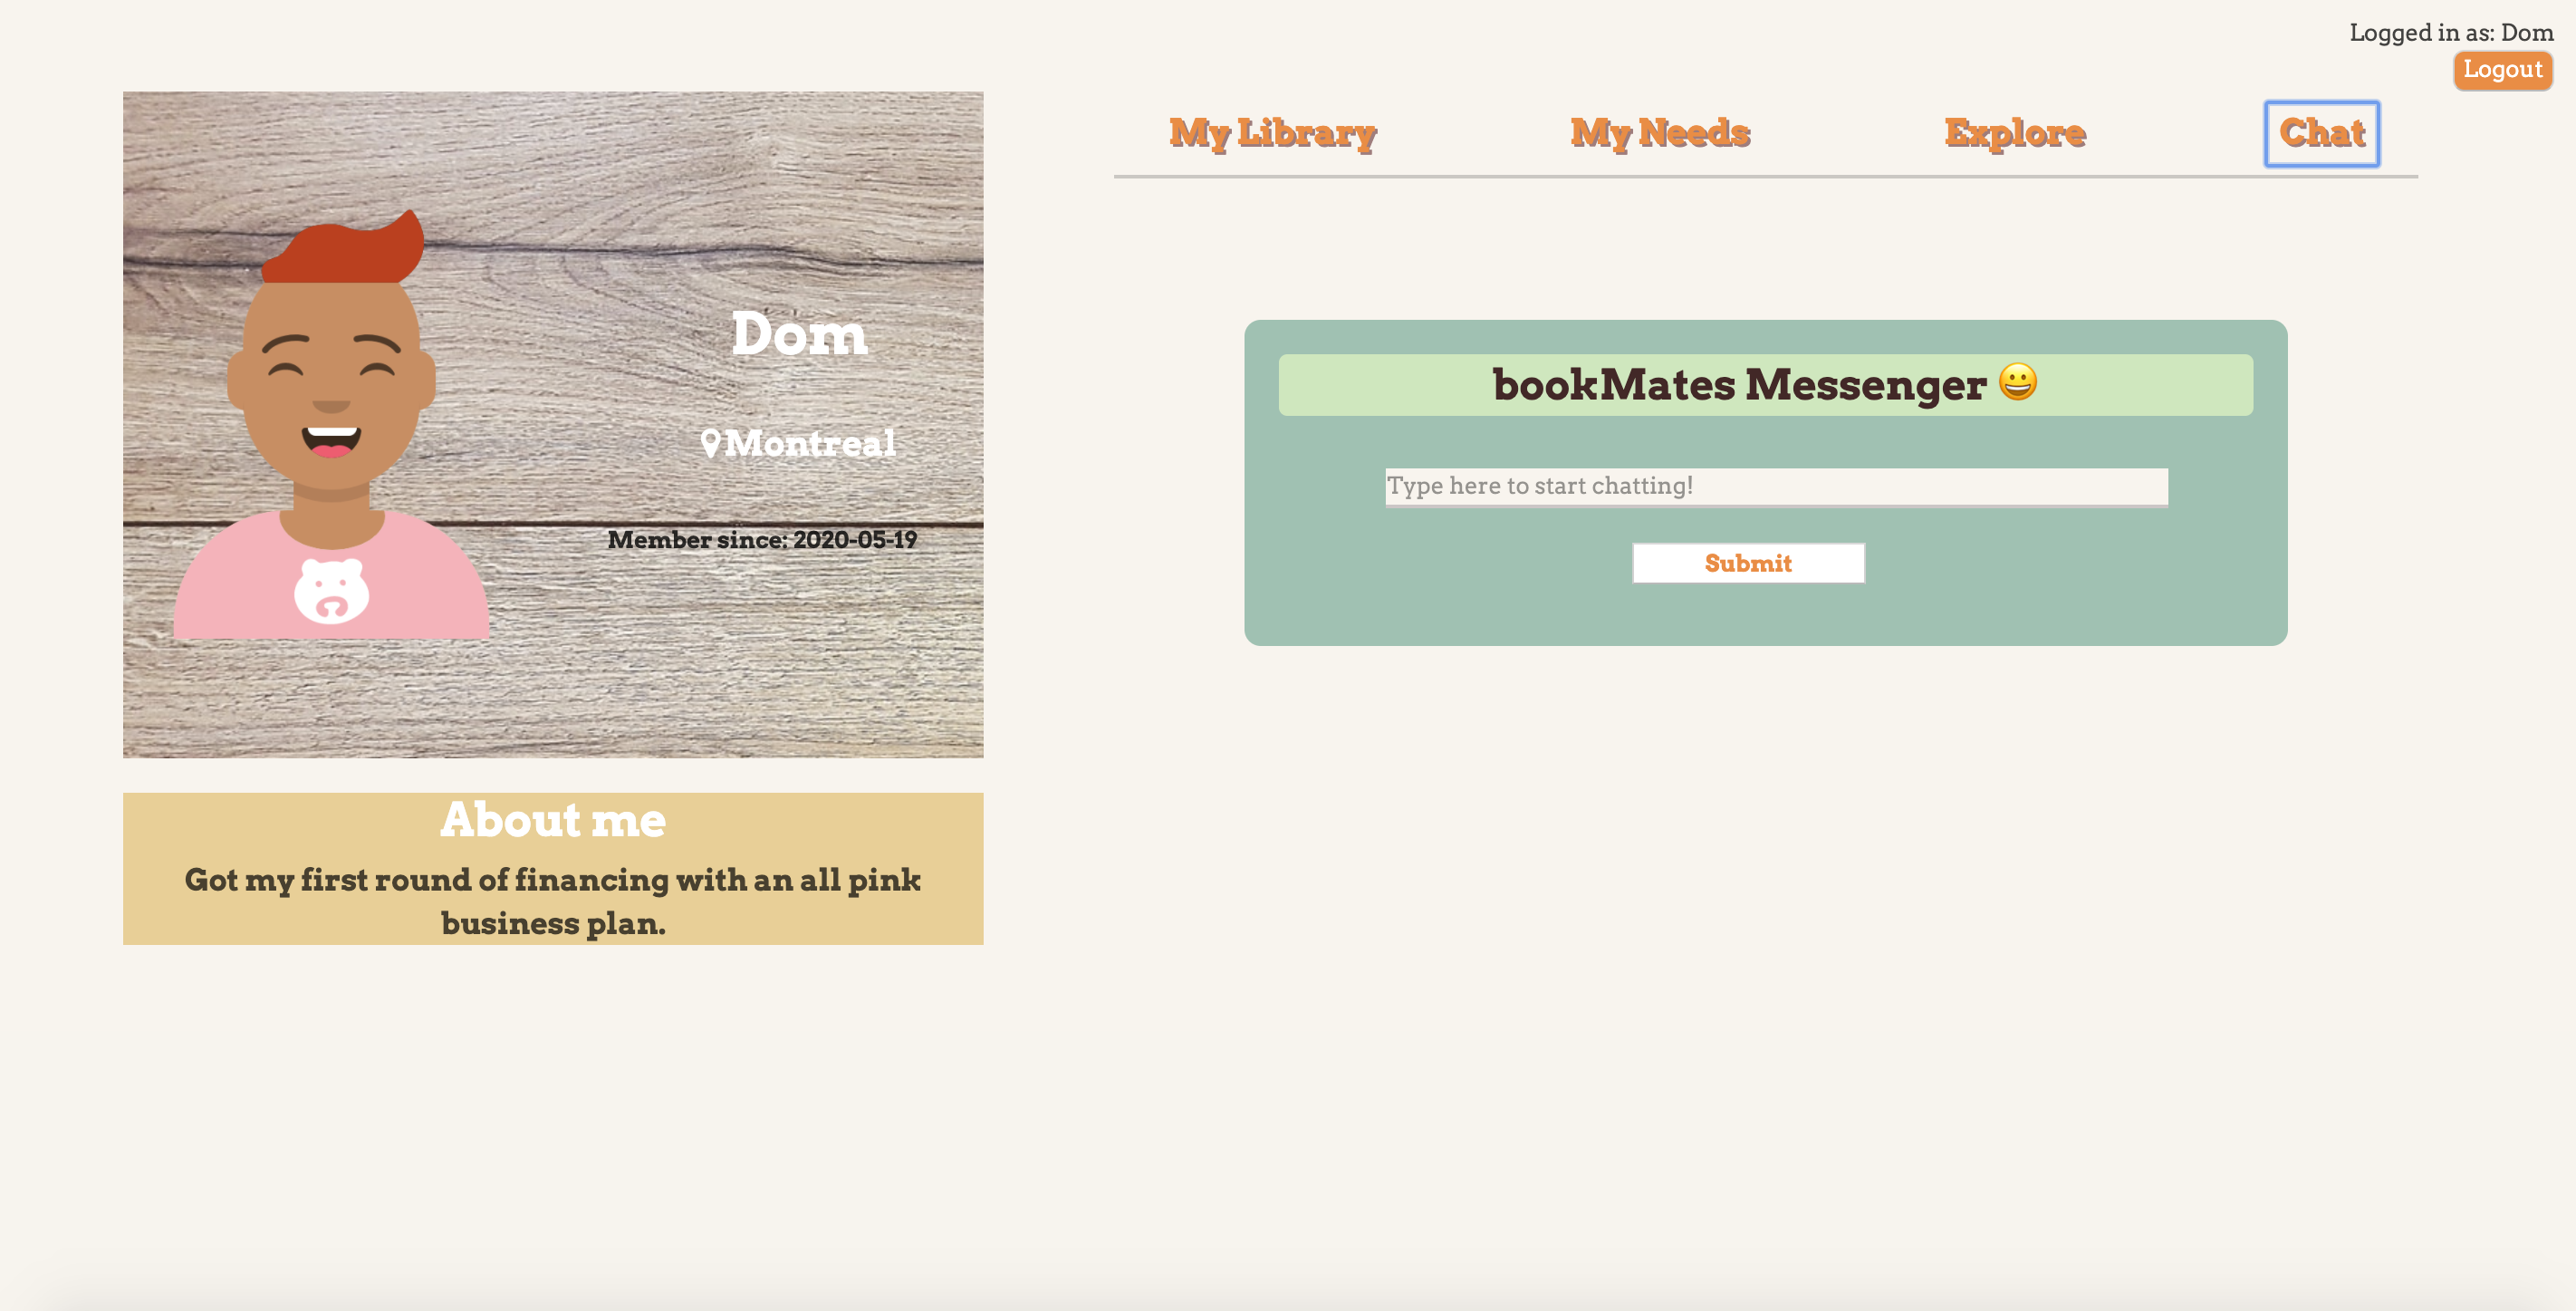 Logged in as: Dom
Logout
My Library
My Needs
Explore
Chat
Dom
Montreal
Member since: 2020-05-19
About me
Got my first round of financing with an all pink
business plan.
bookMates Messenger 😀
Type here to start chatting!
Submit